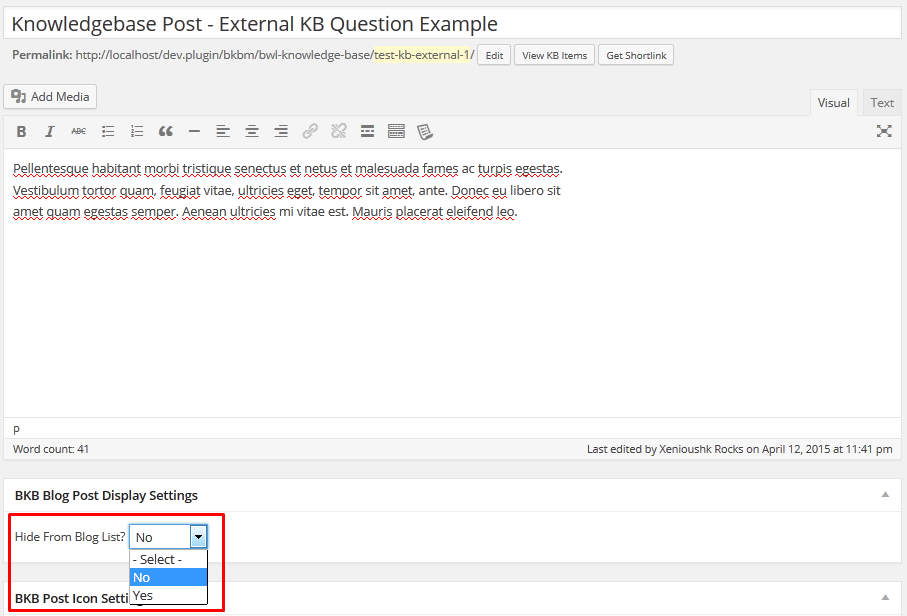 Knowledgebase Post - External KB Question Example
Permalink: http://localhost/dev.plugin/bkbm/bwl-knowledge-base/test-kb-external-1/ Edit View KB Items Get Shortlink
Add Media
Visual Text
B I ABC
Pellentesque habitant morbi tristique senectus et netus et malesuada fames ac turpis egestas.
Vestibulum tortor quam, feugiat vitae, ultricies eget, tempor sit amet, ante. Donec eu libero sit
amet quam egestas semper. Aenean ultricies mi vitae est. Mauris placerat eleifend leo.
p
Word count: 41 Last edited by Xenioushk Rocks on April 12, 2015 at 11:41 pm
BKB Blog Post Display Settings
Hide From Blog List? No
- Select -
No
Yes
BKB Post Icon Setti